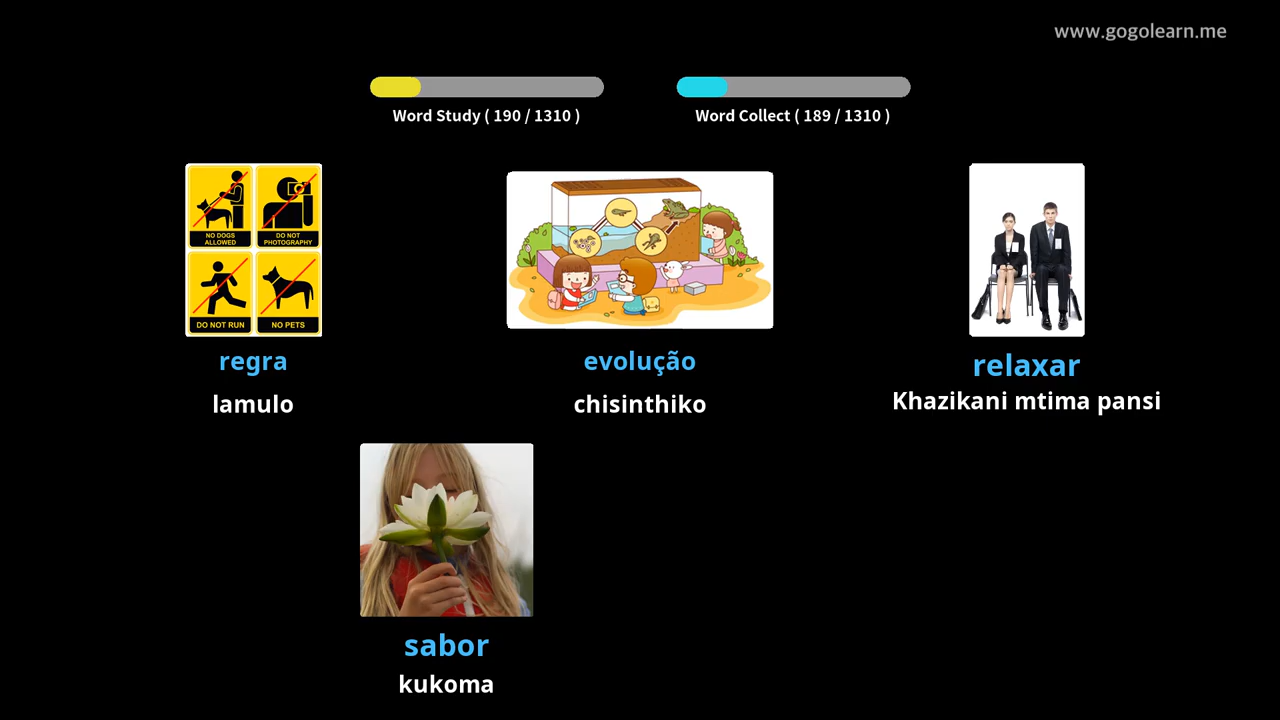 www.gogolearn.me
Word Study ( 190 / 1310 )
Word Collect ( 189 / 1310 )
NO DOGS
ALLOWED
DO NOT
PHOTOGRAPHY
DO NOT RUN
NO PETS
regra
lamulo
evolução
chisinthiko
relaxar
Khazikani mtima pansi
sabor
kukoma